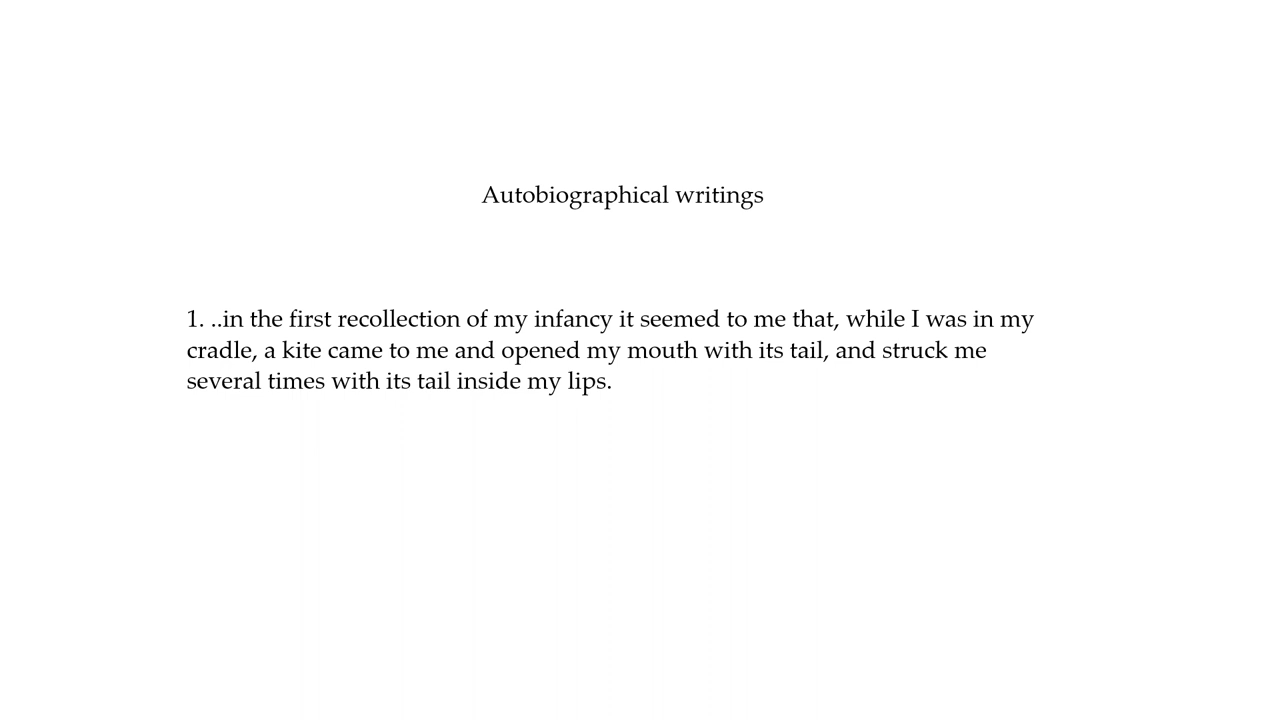 Autobiographical writings
1. ..in the first recollection of my infancy it seemed to me that, while I was in my
cradle, a kite came to me and opened my mouth with its tail, and struck me
several times with its tail inside my lips.